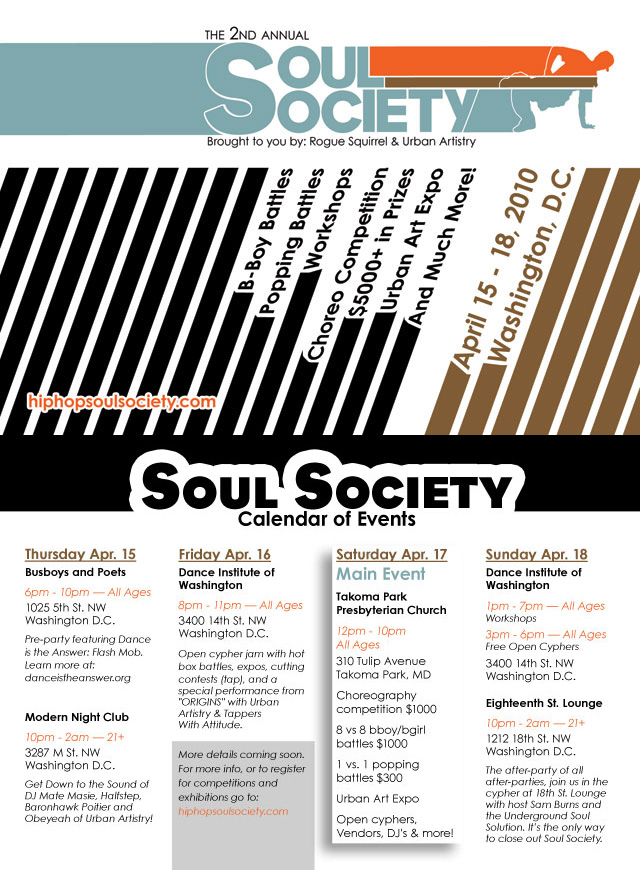 THE 2ND ANNUAL
SOUL
SOCIETY
Brought to you by: Rogue Squirrel & Urban Artistry
B-Boy Battles
Popping Battles
Workshops
Choreo Competition
$5000+ in Prizes
Urban Art Expo
And Much More!
April 15 - 18, 2010
Washington, D.C.
hiphopsoulsociety.com
SOUL SOCIETY
Calendar of Events
Thursday Apr. 15
Busboys and Poets
6pm - 10pm — All Ages
1025 5th St. NW
Washington D.C.
Pre-party featuring Dance
is the Answer: Flash Mob.
Learn more at:
danceistheanswer.org
Modern Night Club
10pm - 2am — 21+
3287 M St. NW
Washington D.C.
Get Down to the Sound of
DJ Mate Masie, Halfstep,
Baronhawk Poitier and
Obeyeah of Urban Artistry!
Friday Apr. 16
Dance Institute of
Washington
8pm - 11pm — All Ages
3400 14th St. NW
Washington D.C.
Open cypher jam with hot
box battles, expos, cutting
contests (tap), and a
special performance from
"ORIGINS" with Urban
Artistry & Tappers
With Attitude.
More details coming soon.
For more info, or to register
for competitions and
exhibitions go to:
hiphopsoulsociety.com
Saturday Apr. 17
Main Event
Takoma Park
Presbyterian Church
12pm - 10pm
All Ages
310 Tulip Avenue
Takoma Park, MD
Choreography
competition $1000
8 vs 8 bboy/bgirl
battles $1000
1 vs. 1 popping
battles $300
Urban Art Expo
Open cyphers,
Vendors, DJ's & more!
Sunday Apr. 18
Dance Institute of
Washington
1pm - 7pm — All Ages
Workshops
3pm - 6pm — All Ages
Free Open Cyphers
3400 14th St. NW
Washington D.C.
Eighteenth St. Lounge
10pm - 2am — 21+
1212 18th St. NW
Washington D.C.
The after-party of all
after-parties, join us in the
cypher at 18th St. Lounge
with host Sam Burns and
the Underground Soul
Solution. It's the only way
to close out Soul Society.